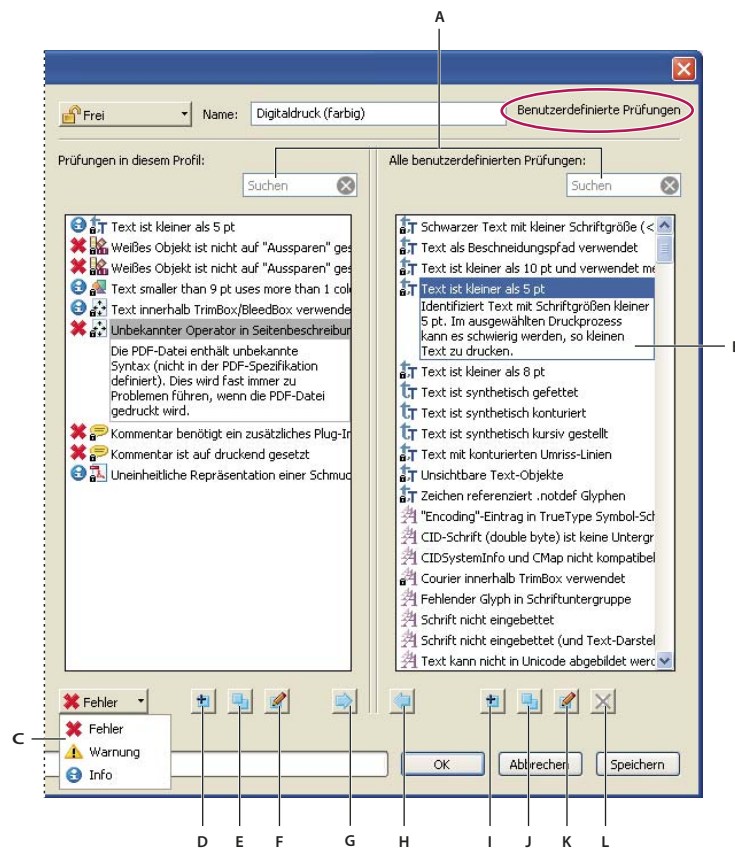 A
Frei
Name:
Digitaldruck (farbig)
Benutzerdefinierte Prüfungen
Prüfungen in diesem Profil:
Suchen
Text ist kleiner als 5 pt
Weißes Objekt ist nicht auf "Aussparen" ges
Weißes Objekt ist nicht auf "Aussparen" ges
Text smaller than 9 pt uses more than 1 col
Text innerhalb TrimBox/BleedBox verwende
Unbekannter Operator in Seitenbeschreibun
Die PDF-Datei enthält unbekannte
Syntax (nicht in der PDF-Spezifikation
definiert). Dies wird fast immer zu
Problemen führen, wenn die PDF-Datei
gedruckt wird.
Kommentar benötigt ein zusätzliches Plug-In
Kommentar ist auf druckend gesetzt
Uneinheitliche Repräsentation einer Schmuc
Alle benutzerdefinierten Prüfungen:
Suchen
Schwarzer Text mit kleiner Schriftgröße (<
Text als Beschneidungspfad verwendet
Text ist kleiner als 10 pt und verwendet me
Text ist kleiner als 5 pt
Identifiziert Text mit Schriftgrößen kleiner
5 pt. Im ausgewählten Druckprozess
kann es schwierig werden, so kleinen
Text zu drucken.
Text ist kleiner als 8 pt
Text ist synthetisch gefettet
Text ist synthetisch konturiert
Text ist synthetisch kursiv gestellt
Text mit konturierten Umriss-Linien
Unsichtbare Text-Objekte
Zeichen referenziert .notdef Glyphen
"Encoding"-Eintrag in TrueType Symbol-Sch
CID-Schrift (double byte) ist keine Untergr
CIDSystemInfo und CMap nicht kompatibel
Courier innerhalb TrimBox verwendet
Fehlender Glyph in Schriftuntergruppe
Schrift nicht eingebettet
Schrift nicht eingebettet (und Text-Darstel
Text kann nicht in Unicode abgebildet werd
Fehler
Fehler
Warnung
Info
C
OK
Abbrechen
Speichern
D E F G H I J K L